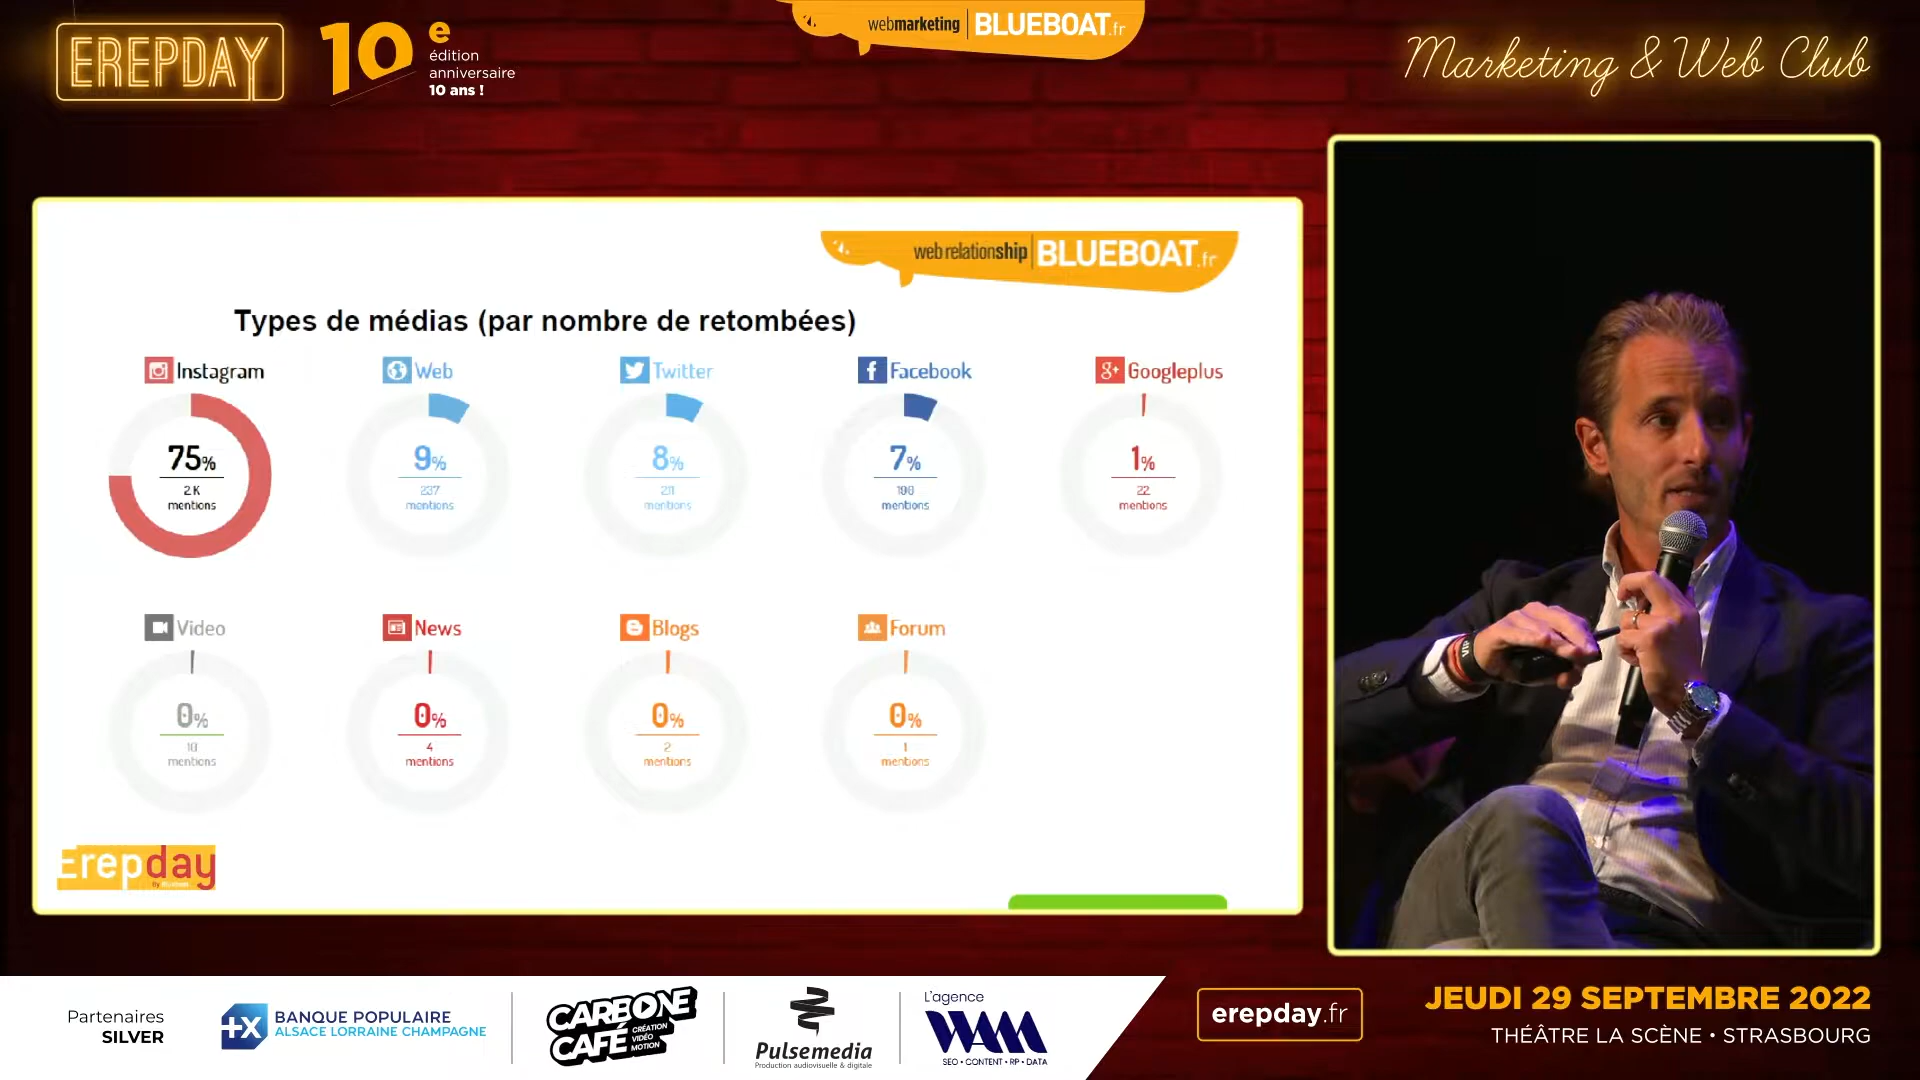 EREPDAY
10e
édition
anniversaire
10 ans !
webmarketing | BLUEBOAT.fr
Marketing & Web Club
web relationship | BLUEBOAT.fr
Types de médias (par nombre de retombées)
Instagram
75%
2K
mentions
Web
9%
237
mentions
Twitter
8%
211
mentions
Facebook
7%
198
mentions
Googleplus
1%
22
mentions
Video
0%
10
mentions
News
0%
4
mentions
Blogs
0%
2
mentions
Forum
0%
1
mentions
Erepday
VIP
Partenaires
SILVER
BANQUE POPULAIRE
ALSACE LORRAINE CHAMPAGNE
CARBONE
CAFÉ
CRÉATION
VIDÉO
MOTION
Pulsemedia
Production audiovisuelle & digitale
L'agence
WAM
SEO • CONTENT • RP • DATA
erepday.fr
JEUDI 29 SEPTEMBRE 2022
THÉÂTRE LA SCÈNE • STRASBOURG